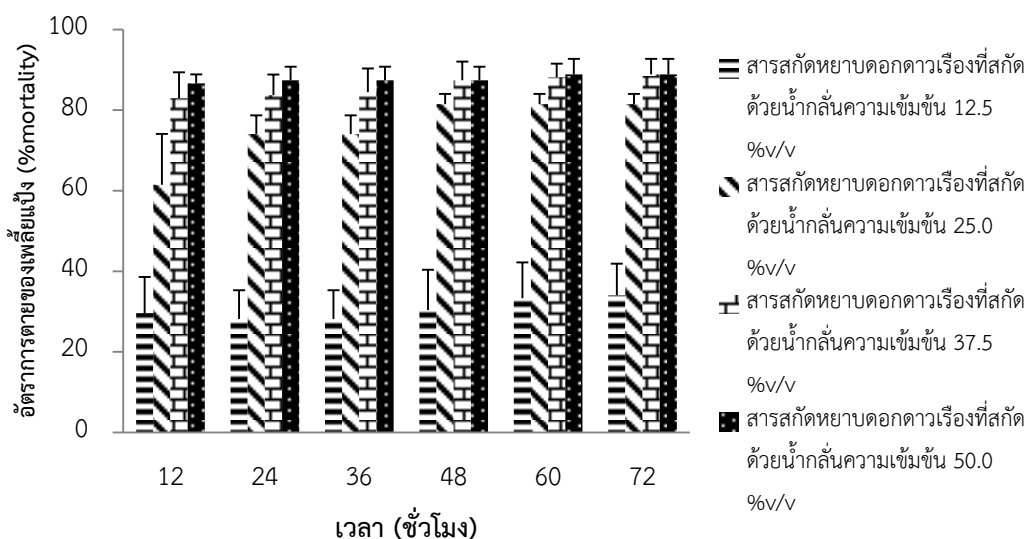 อัตราการตายของเพลี้ยแป้ง (%mortality)
100
80
60
40
20
0
12 24 36 48 60 72
เวลา (ชั่วโมง)
สารสกัดหยาบดอกดาวเรืองที่สกัด
ด้วยน้ำกลั่นความเข้มข้น 12.5
%v/v
สารสกัดหยาบดอกดาวเรืองที่สกัด
ด้วยน้ำกลั่นความเข้มข้น 25.0
%v/v
สารสกัดหยาบดอกดาวเรืองที่สกัด
ด้วยน้ำกลั่นความเข้มข้น 37.5
%v/v
สารสกัดหยาบดอกดาวเรืองที่สกัด
ด้วยน้ำกลั่นความเข้มข้น 50.0
%v/v